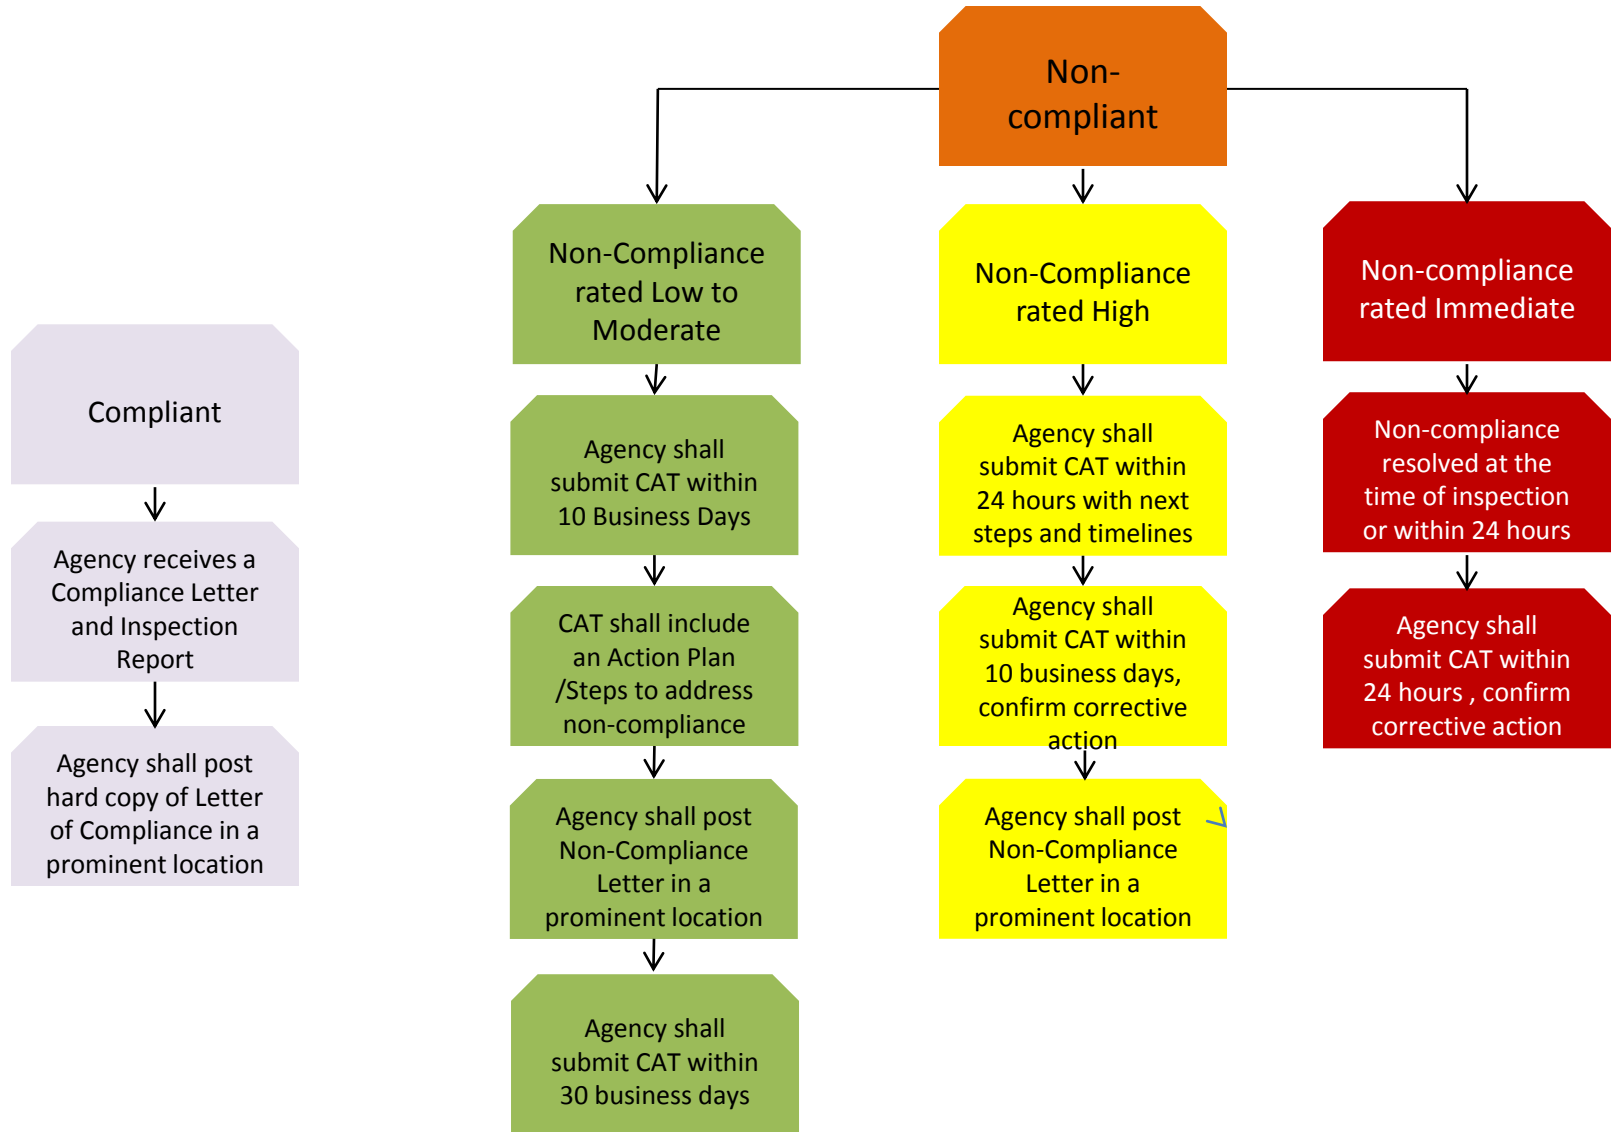 Non-
compliant
Non-Compliance
rated Low to
Moderate
Non-Compliance
rated High
Non-compliance
rated Immediate
Compliant
Agency shall
submit CAT within
10 Business Days
Agency shall
submit CAT within
24 hours with next
steps and timelines
Non-compliance
resolved at the
time of inspection
or within 24 hours
Agency receives a
Compliance Letter
and Inspection
Report
CAT shall include
an Action Plan
/Steps to address
non-compliance
Agency shall
submit CAT within
10 business days,
confirm corrective
action
Agency shall
submit CAT within
24 hours , confirm
corrective action
Agency shall post
hard copy of Letter
of Compliance in a
prominent location
Agency shall post
Non-Compliance
Letter in a
prominent location
Agency shall post
Non-Compliance
Letter in a
prominent location
Agency shall
submit CAT within
30 business days